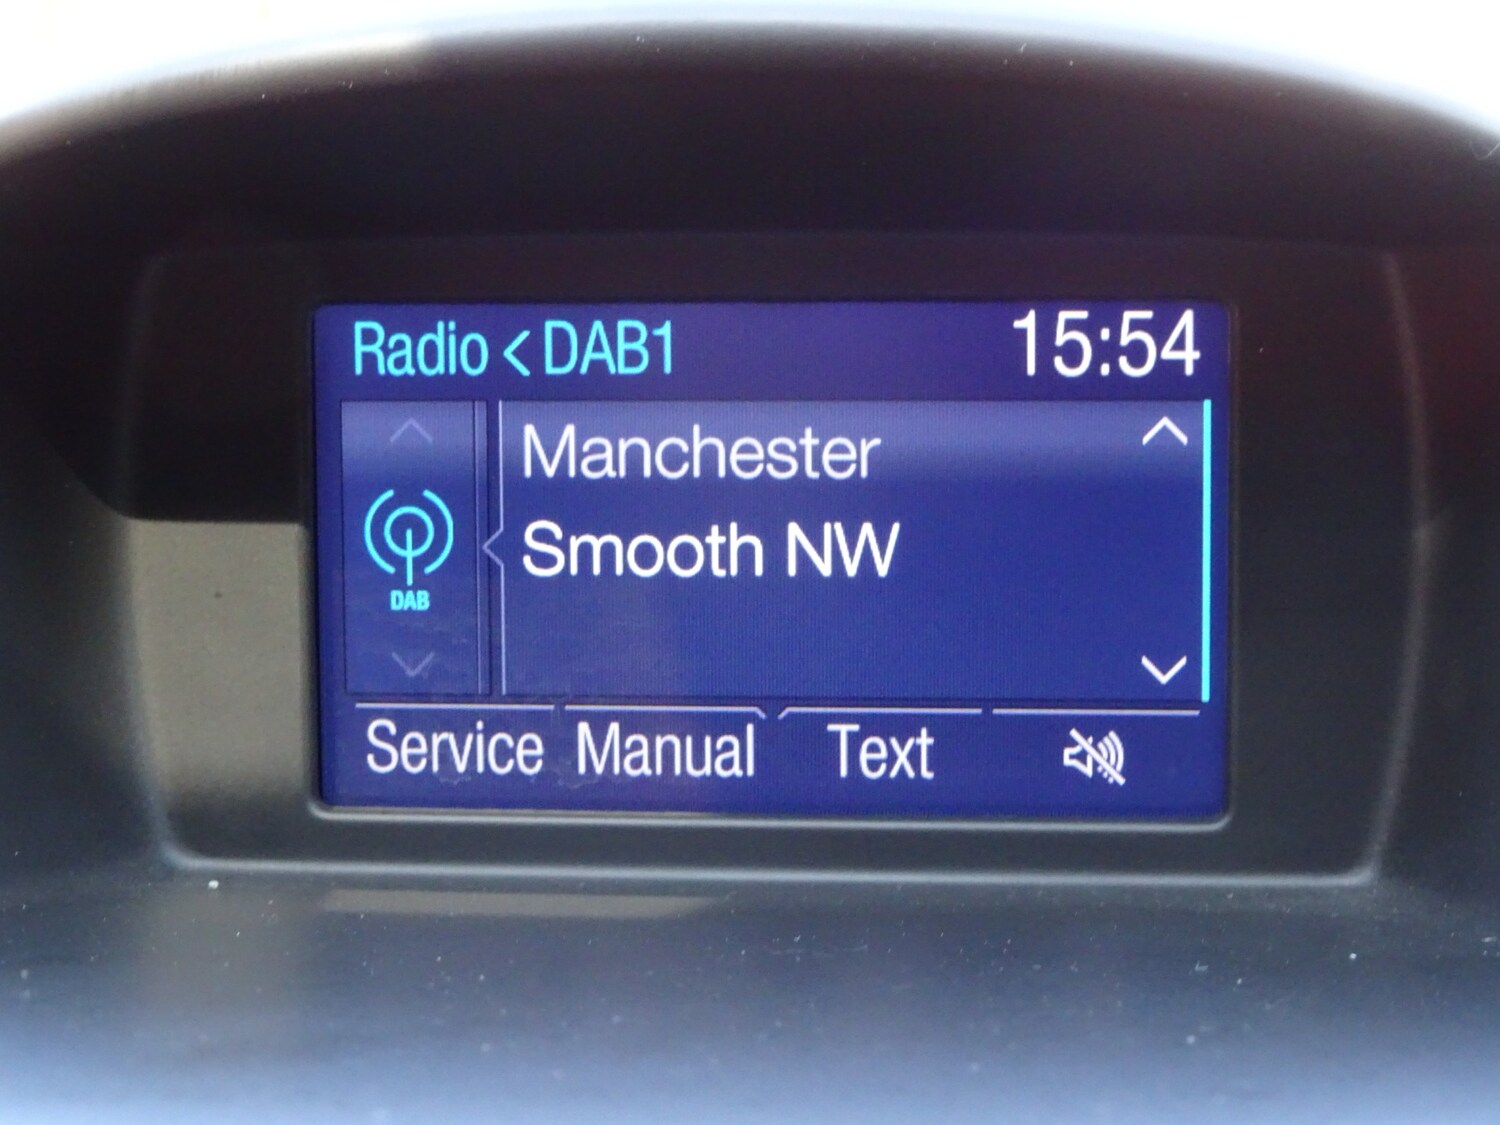 Radio < DAB1 15:54
Manchester
Smooth NW
DAB
Service Manual Text